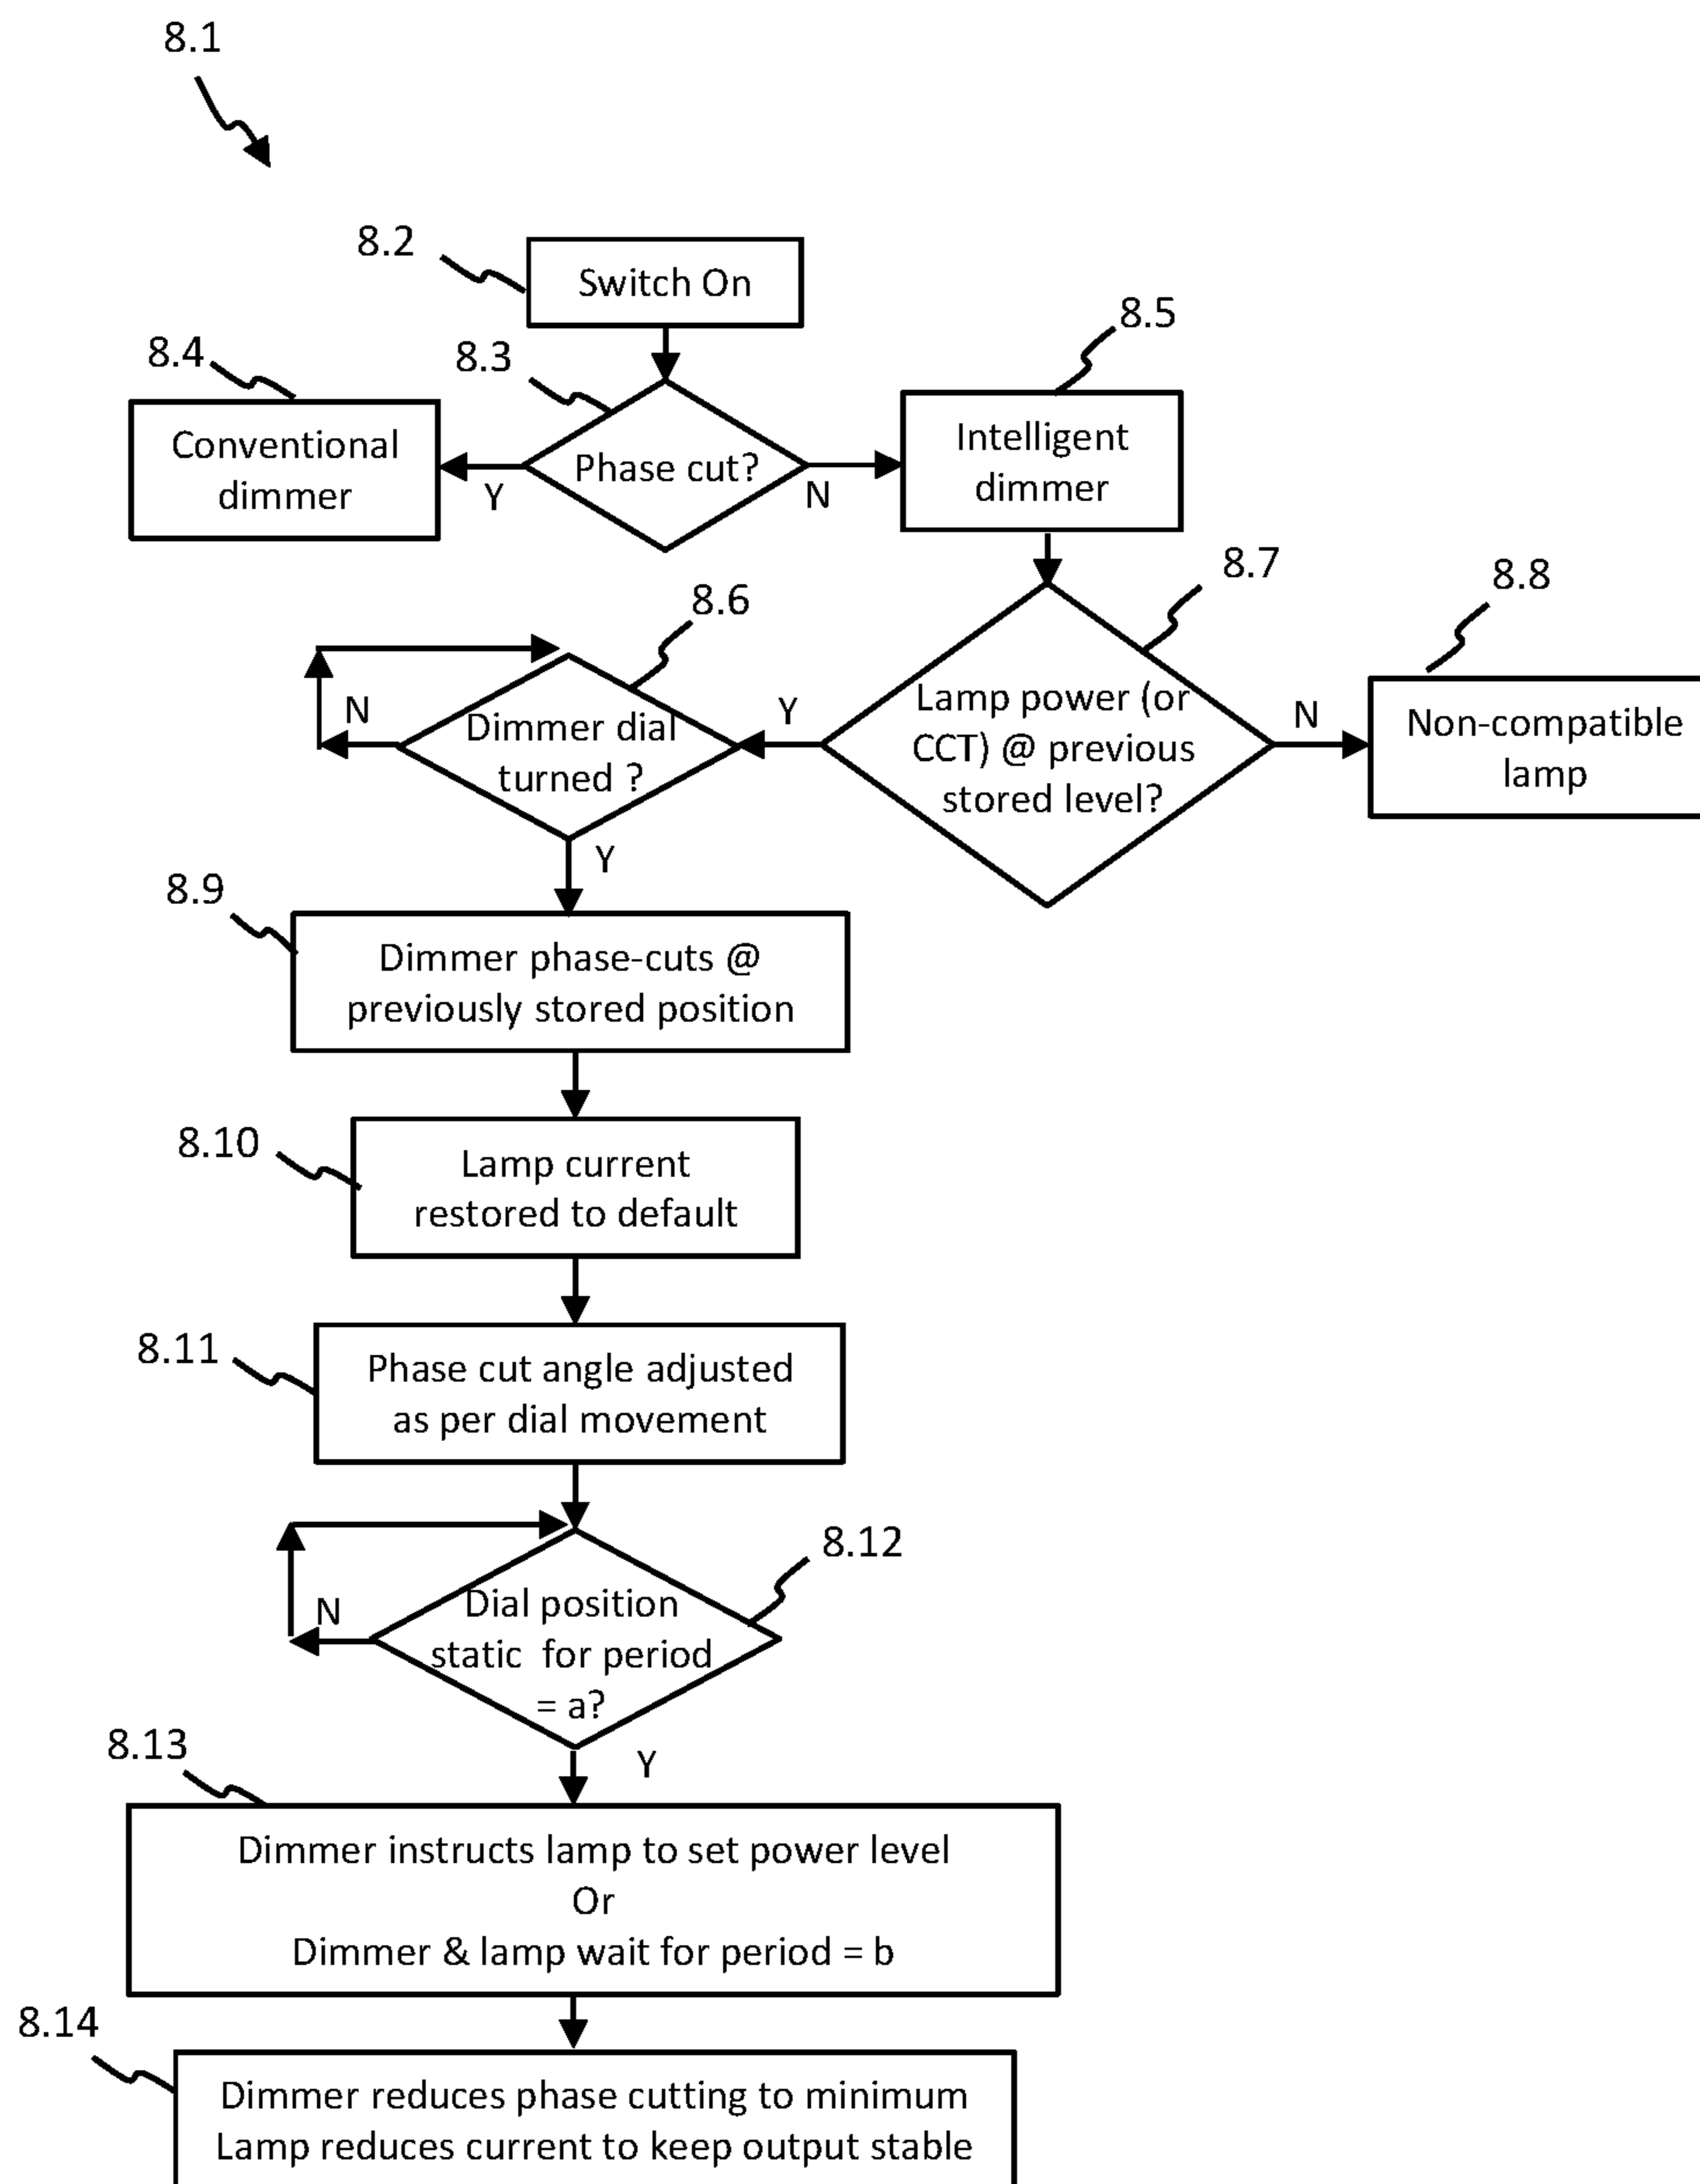 8.1
8.2
Switch On
8.5
8.4
8.3
Conventional
dimmer
Phase cut?
Intelligent
dimmer
Y
N
8.7
8.8
8.6
N
Dimmer dial
turned ?
Y
Lamp power (or
CCT) @ previous
stored level?
N
Non-compatible
lamp
Y
8.9
Dimmer phase-cuts @
previously stored position
8.10
Lamp current
restored to default
8.11
Phase cut angle adjusted
as per dial movement
8.12
N
Dial position
static for period
= a?
8.13
Y
Dimmer instructs lamp to set power level
Or
Dimmer & lamp wait for period = b
8.14
Dimmer reduces phase cutting to minimum
Lamp reduces current to keep output stable